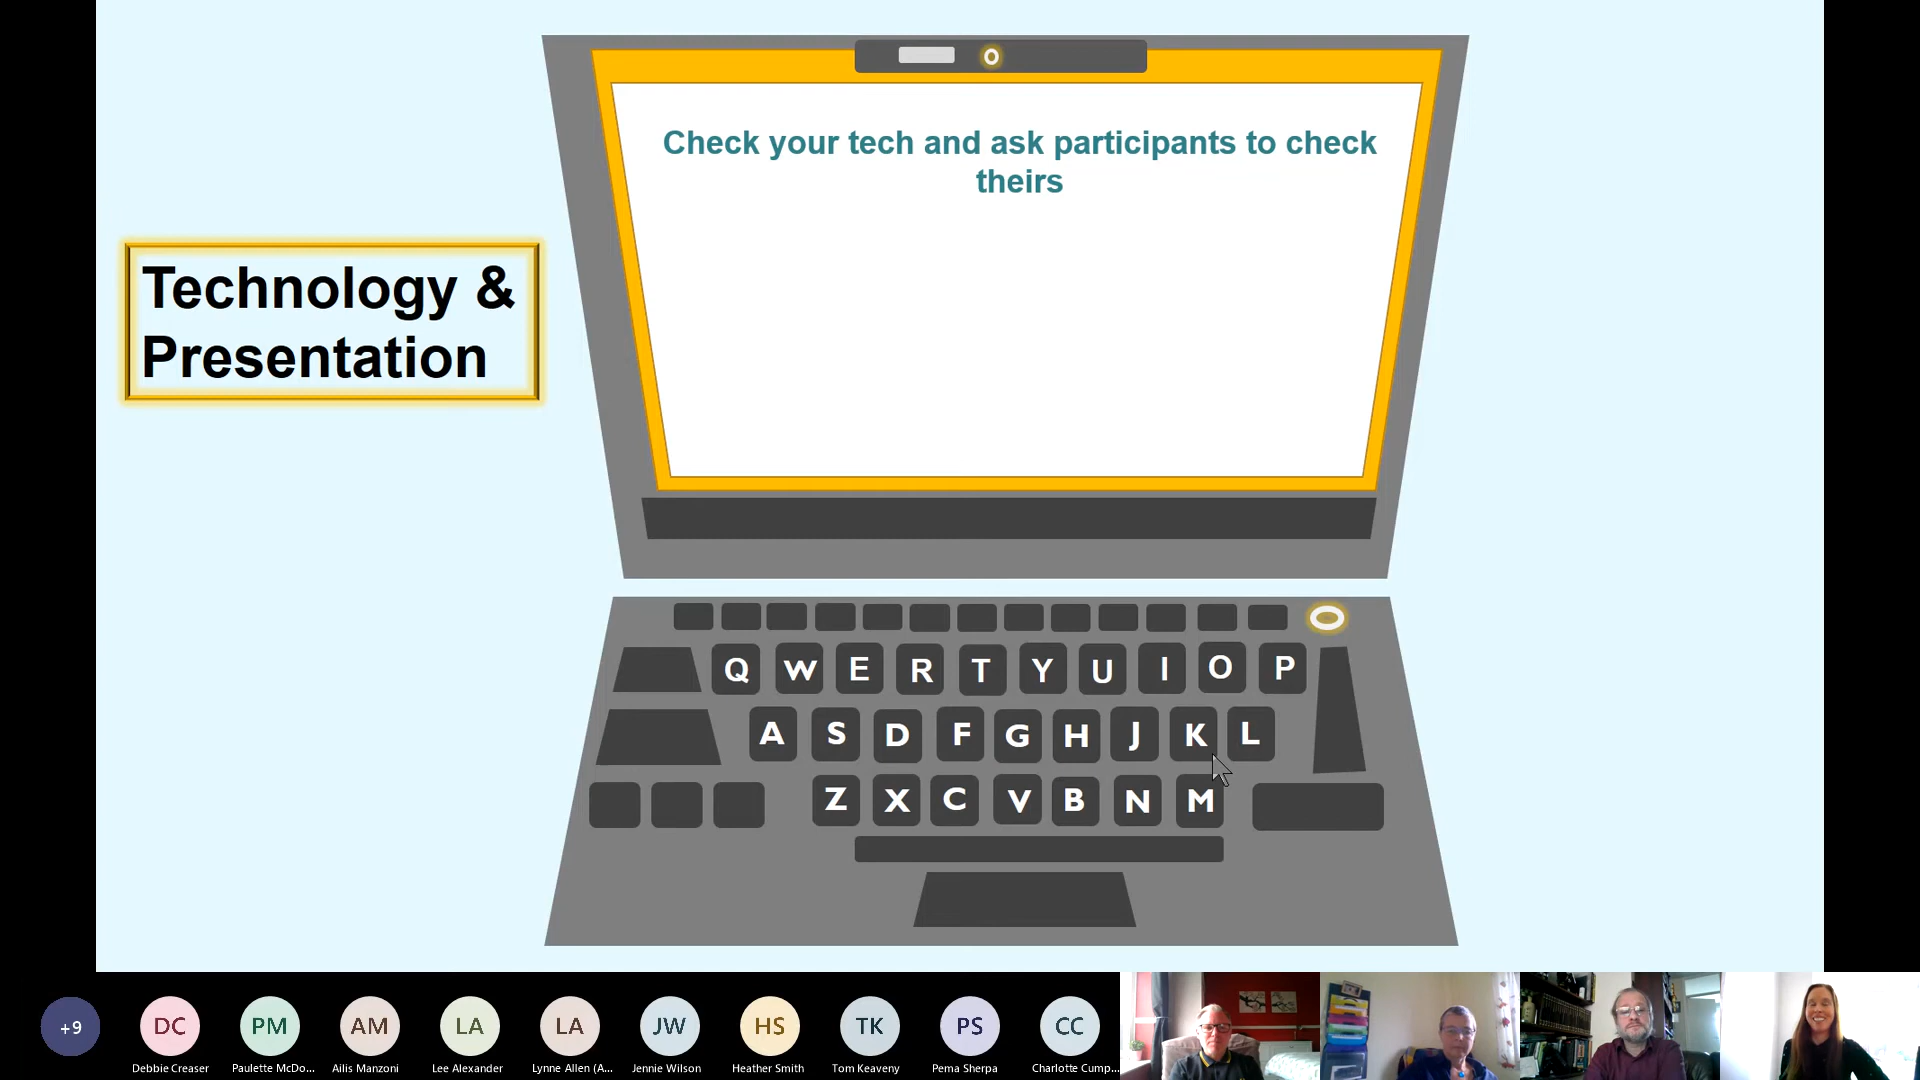 Check your tech and ask participants to check
theirs
Technology &
Presentation
Q W E R T Y U I O P
A S D F G H J K L
Z X C V B N M
+9
DC PM AM LA LA JW HS TK PS CC
Debbie Creaser Paulette McDo... Ailis Manzoni Lee Alexander Lynne Allen (A... Jennie Wilson Heather Smith Tom Keaveny Pema Sherpa Charlotte Cump...